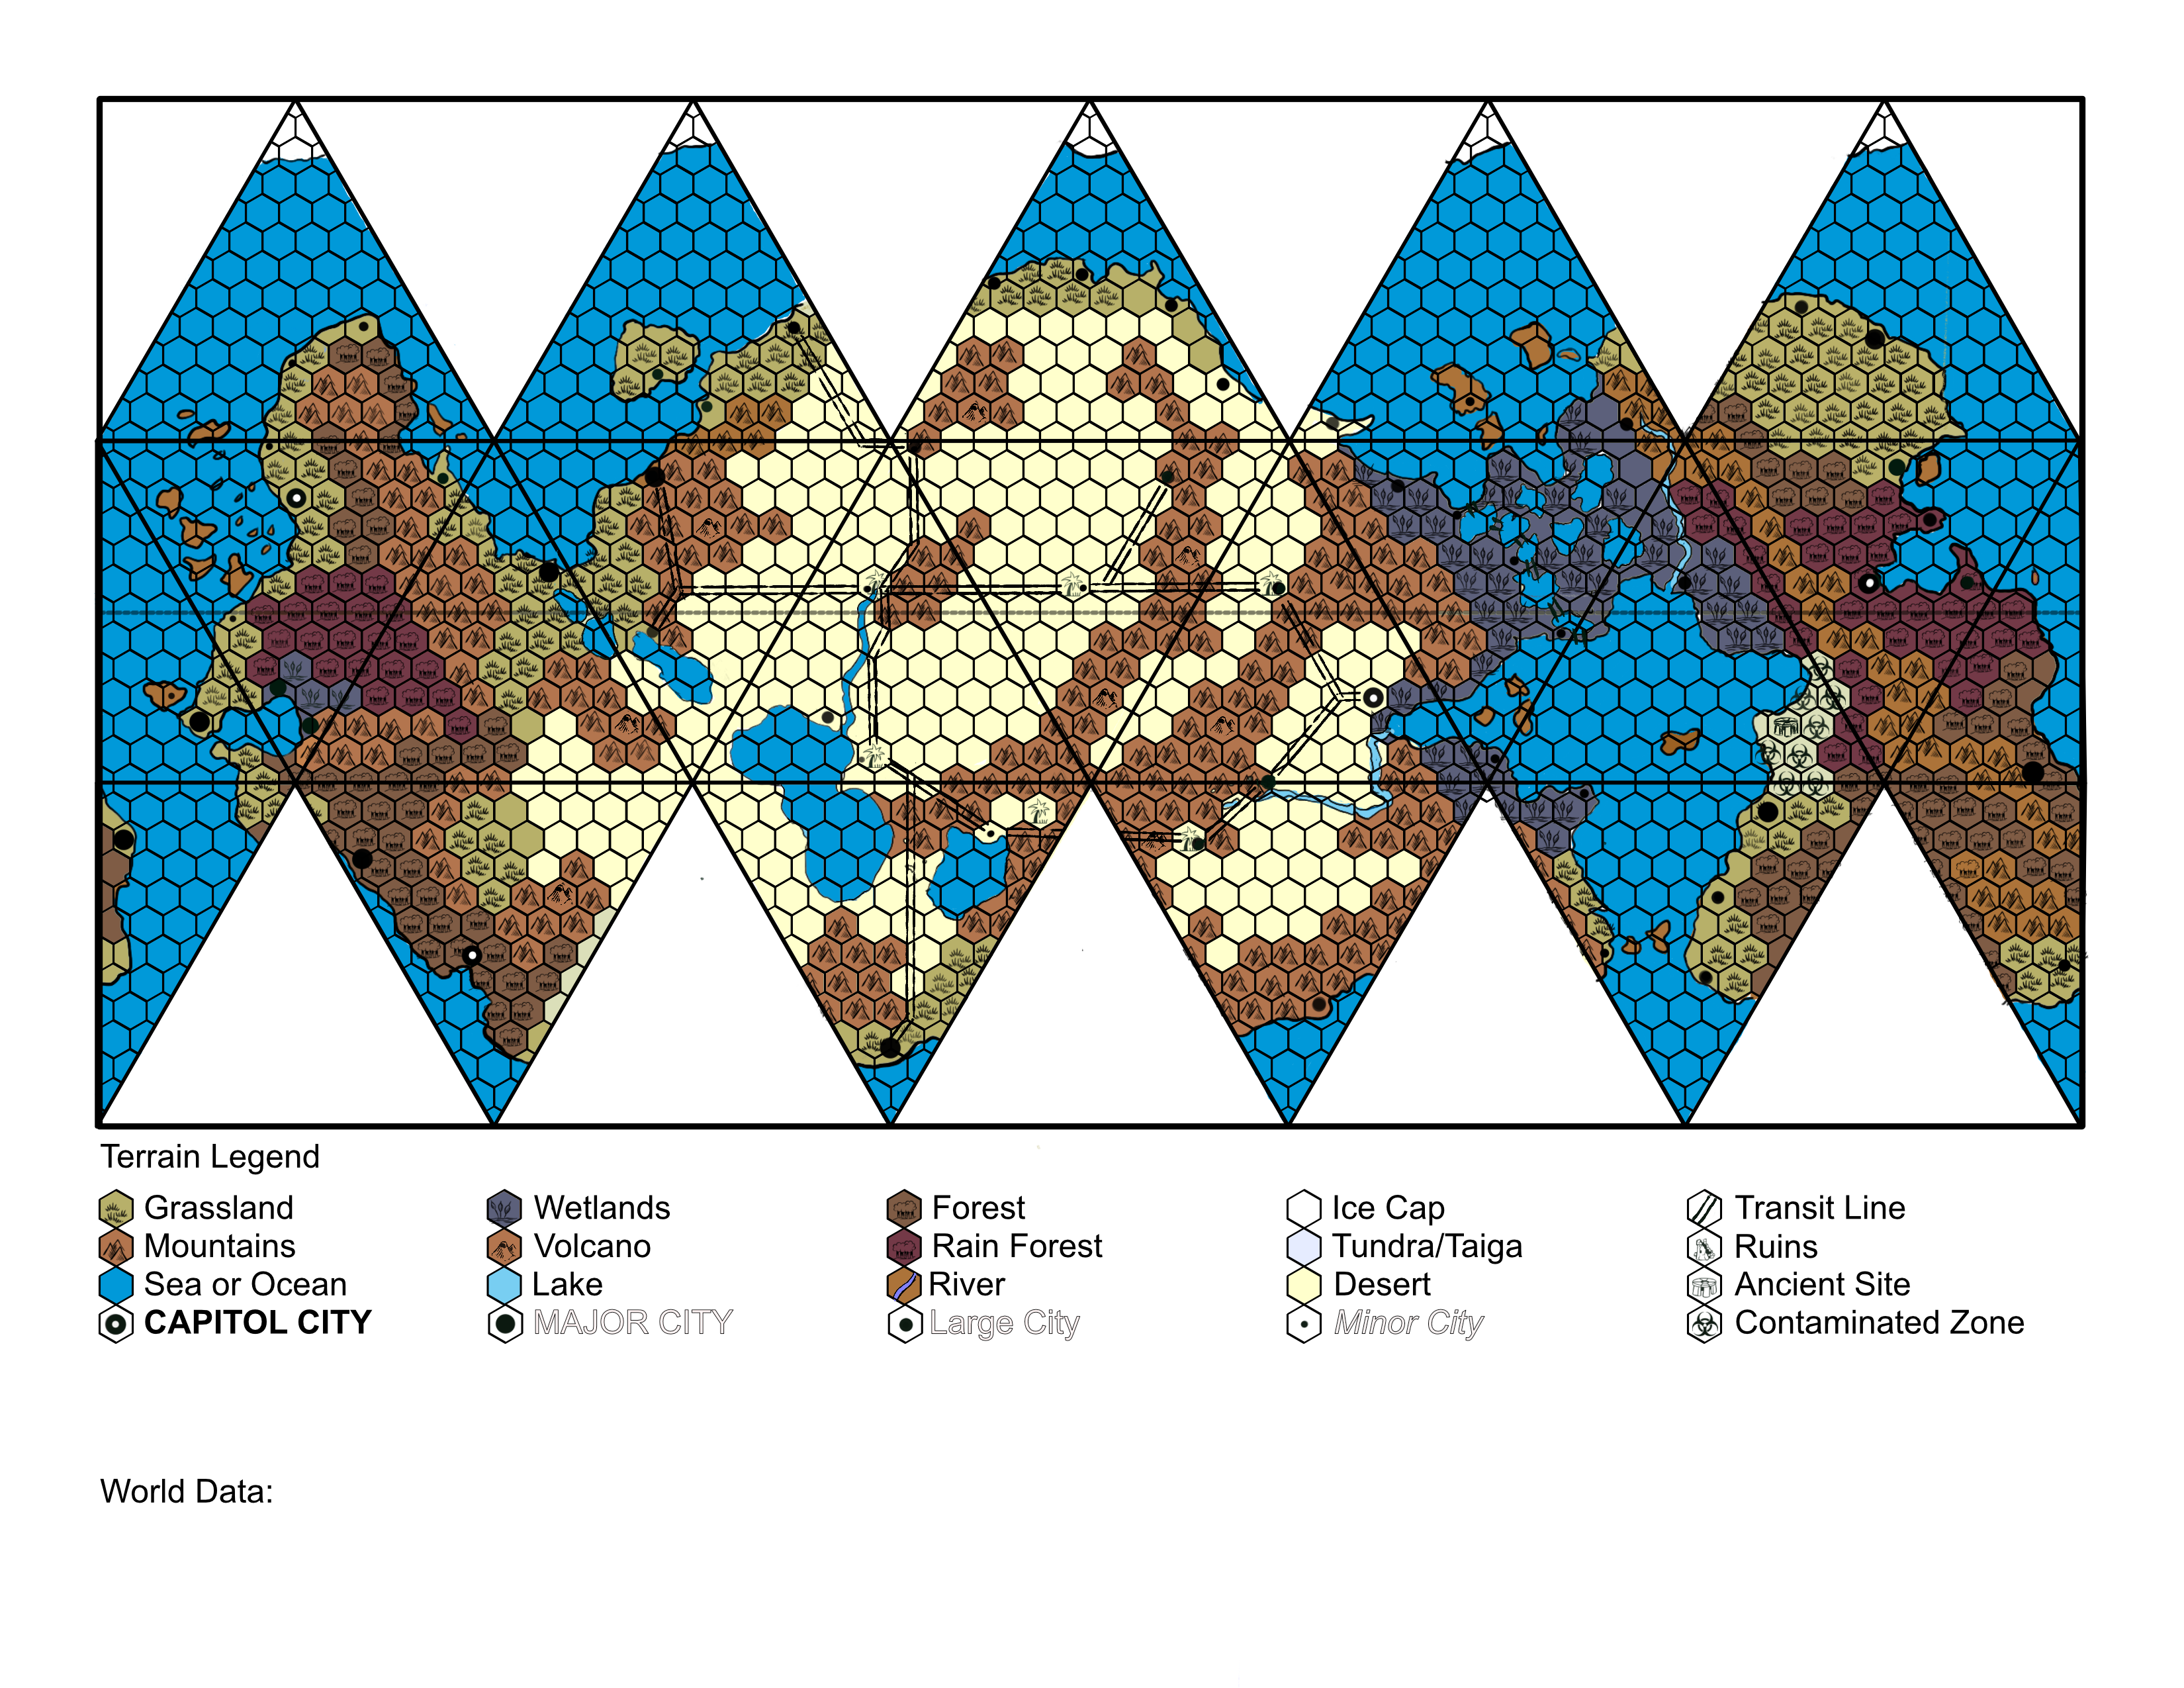 Terrain Legend
Grassland Wetlands Forest Ice Cap Transit Line
Mountains Volcano Rain Forest Tundra/Taiga Ruins
Sea or Ocean Lake River Desert Ancient Site
CAPITOL CITY MAJOR CITY Large City Minor City Contaminated Zone
World Data: